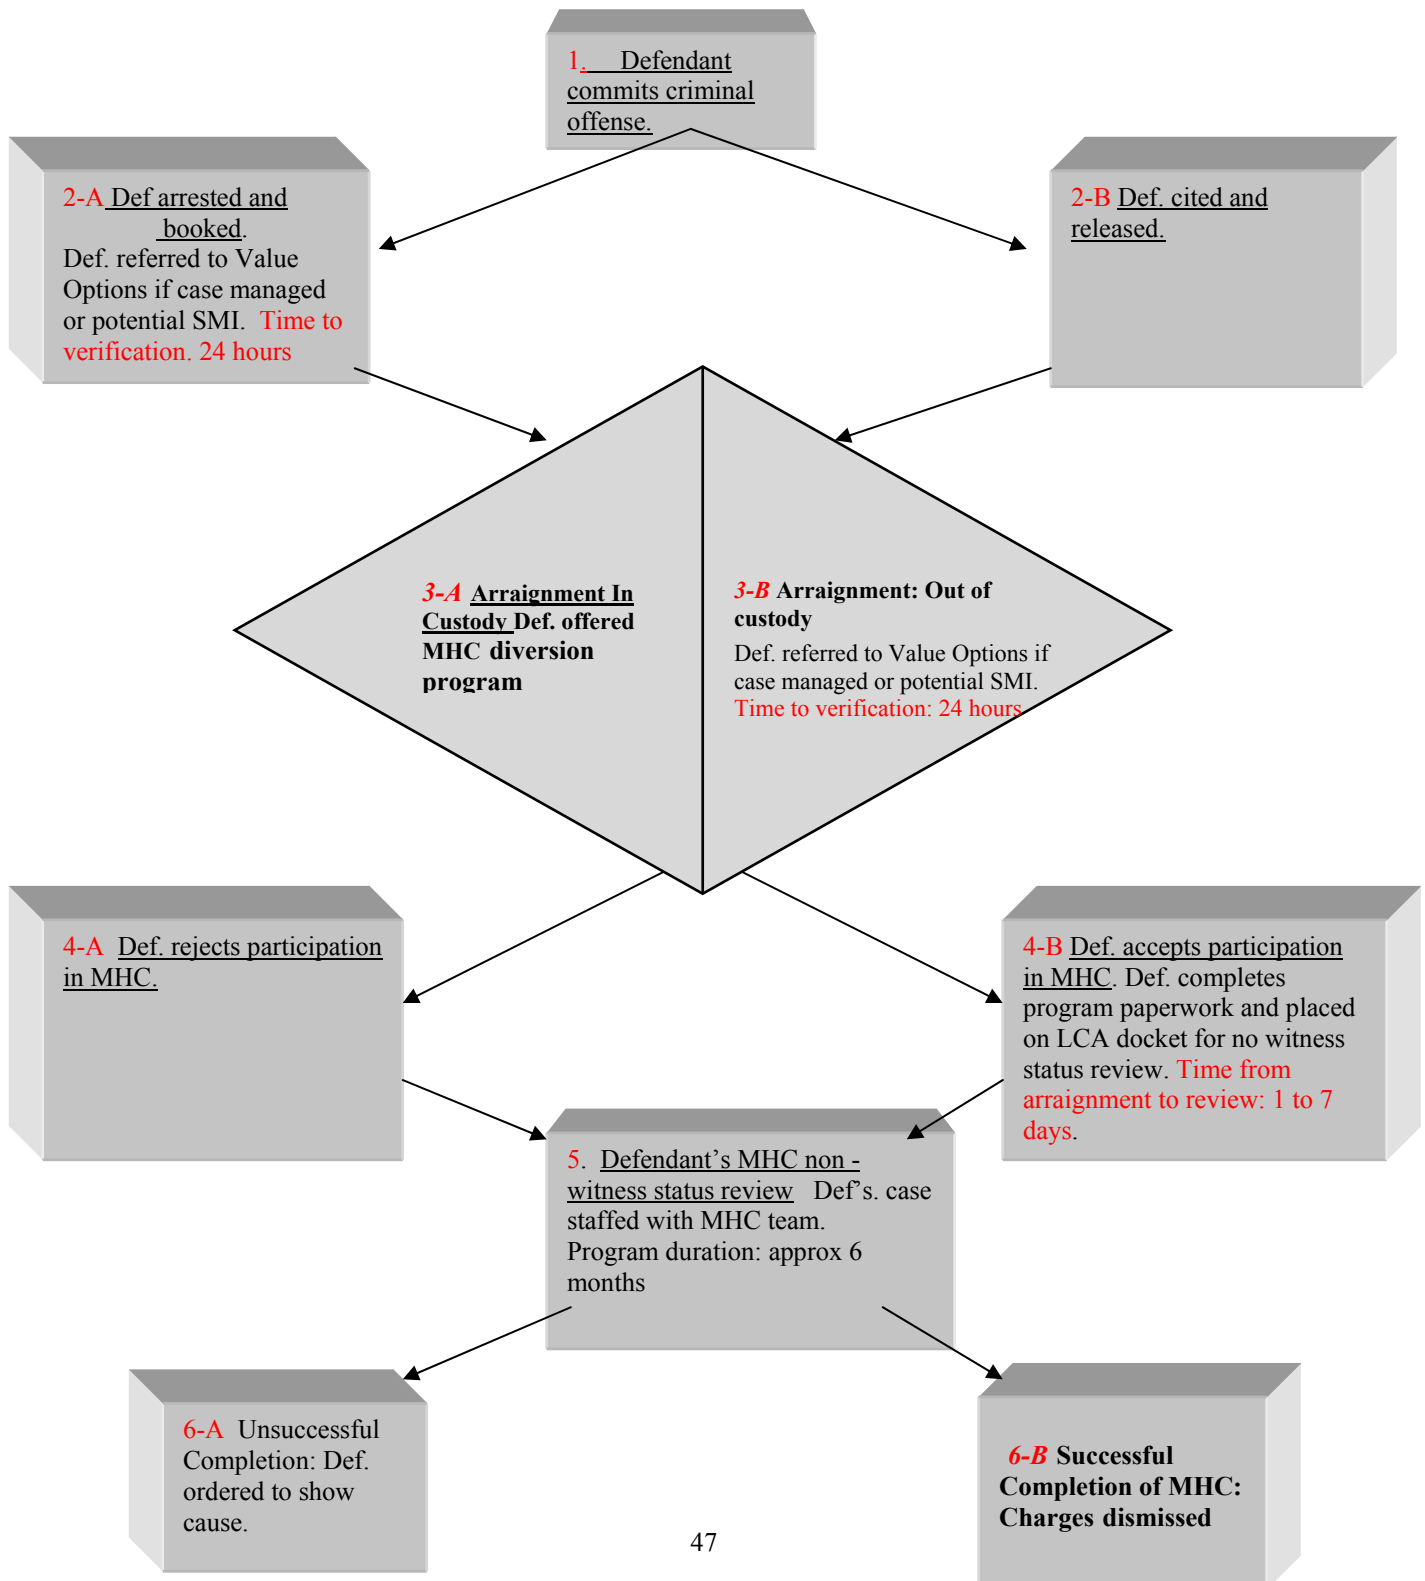 1. Defendant
commits criminal
offense.
2-A Def arrested and
booked.
Def. referred to Value
Options if case managed
or potential SMI. Time to
verification. 24 hours
2-B Def. cited and
released.
3-A Arraignment In
Custody Def. offered
MHC diversion
program
3-B Arraignment: Out of
custody
Def. referred to Value Options if
case managed or potential SMI.
Time to verification: 24 hours
4-A Def. rejects participation
in MHC.
4-B Def. accepts participation
in MHC. Def. completes
program paperwork and placed
on LCA docket for no witness
status review. Time from
arraignment to review: 1 to 7
days.
5. Defendant’s MHC non -
witness status review Def’s. case
staffed with MHC team.
Program duration: approx 6
months
6-A Unsuccessful
Completion: Def.
ordered to show
cause.
6-B Successful
Completion of MHC:
Charges dismissed
47